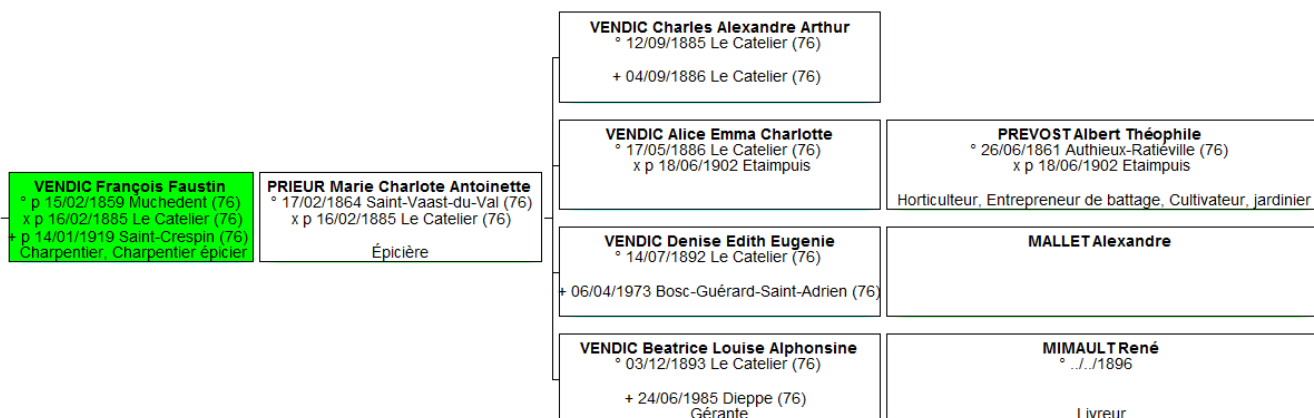 VENDIC François Faustin
° p 15/02/1859 Muchedent (76)
x p 16/02/1885 Le Catelier (76)
+ p 14/01/1919 Saint-Crespin (76)
Charpentier, Charpentier épicier
PRIEUR Marie Charlote Antoinette
° 17/02/1864 Saint-Vaast-du-Val (76)
x p 16/02/1885 Le Catelier (76)
Épicière
VENDIC Charles Alexandre Arthur
° 12/09/1885 Le Catelier (76)
+ 04/09/1886 Le Catelier (76)
VENDIC Alice Emma Charlotte
° 17/05/1886 Le Catelier (76)
x p 18/06/1902 Etaimpuis
PREVOST Albert Théophile
° 26/06/1861 Authieux-Ratiéville (76)
x p 18/06/1902 Etaimpuis
Horticulteur, Entrepreneur de battage, Cultivateur, jardinier
VENDIC Denise Edith Eugenie
° 14/07/1892 Le Catelier (76)
+ 06/04/1973 Bosc-Guérard-Saint-Adrien (76)
MALLET Alexandre
VENDIC Beatrice Louise Alphonsine
° 03/12/1893 Le Catelier (76)
+ 24/06/1985 Dieppe (76)
Gérante
MIMAULT René
° ../../1896
Livreur